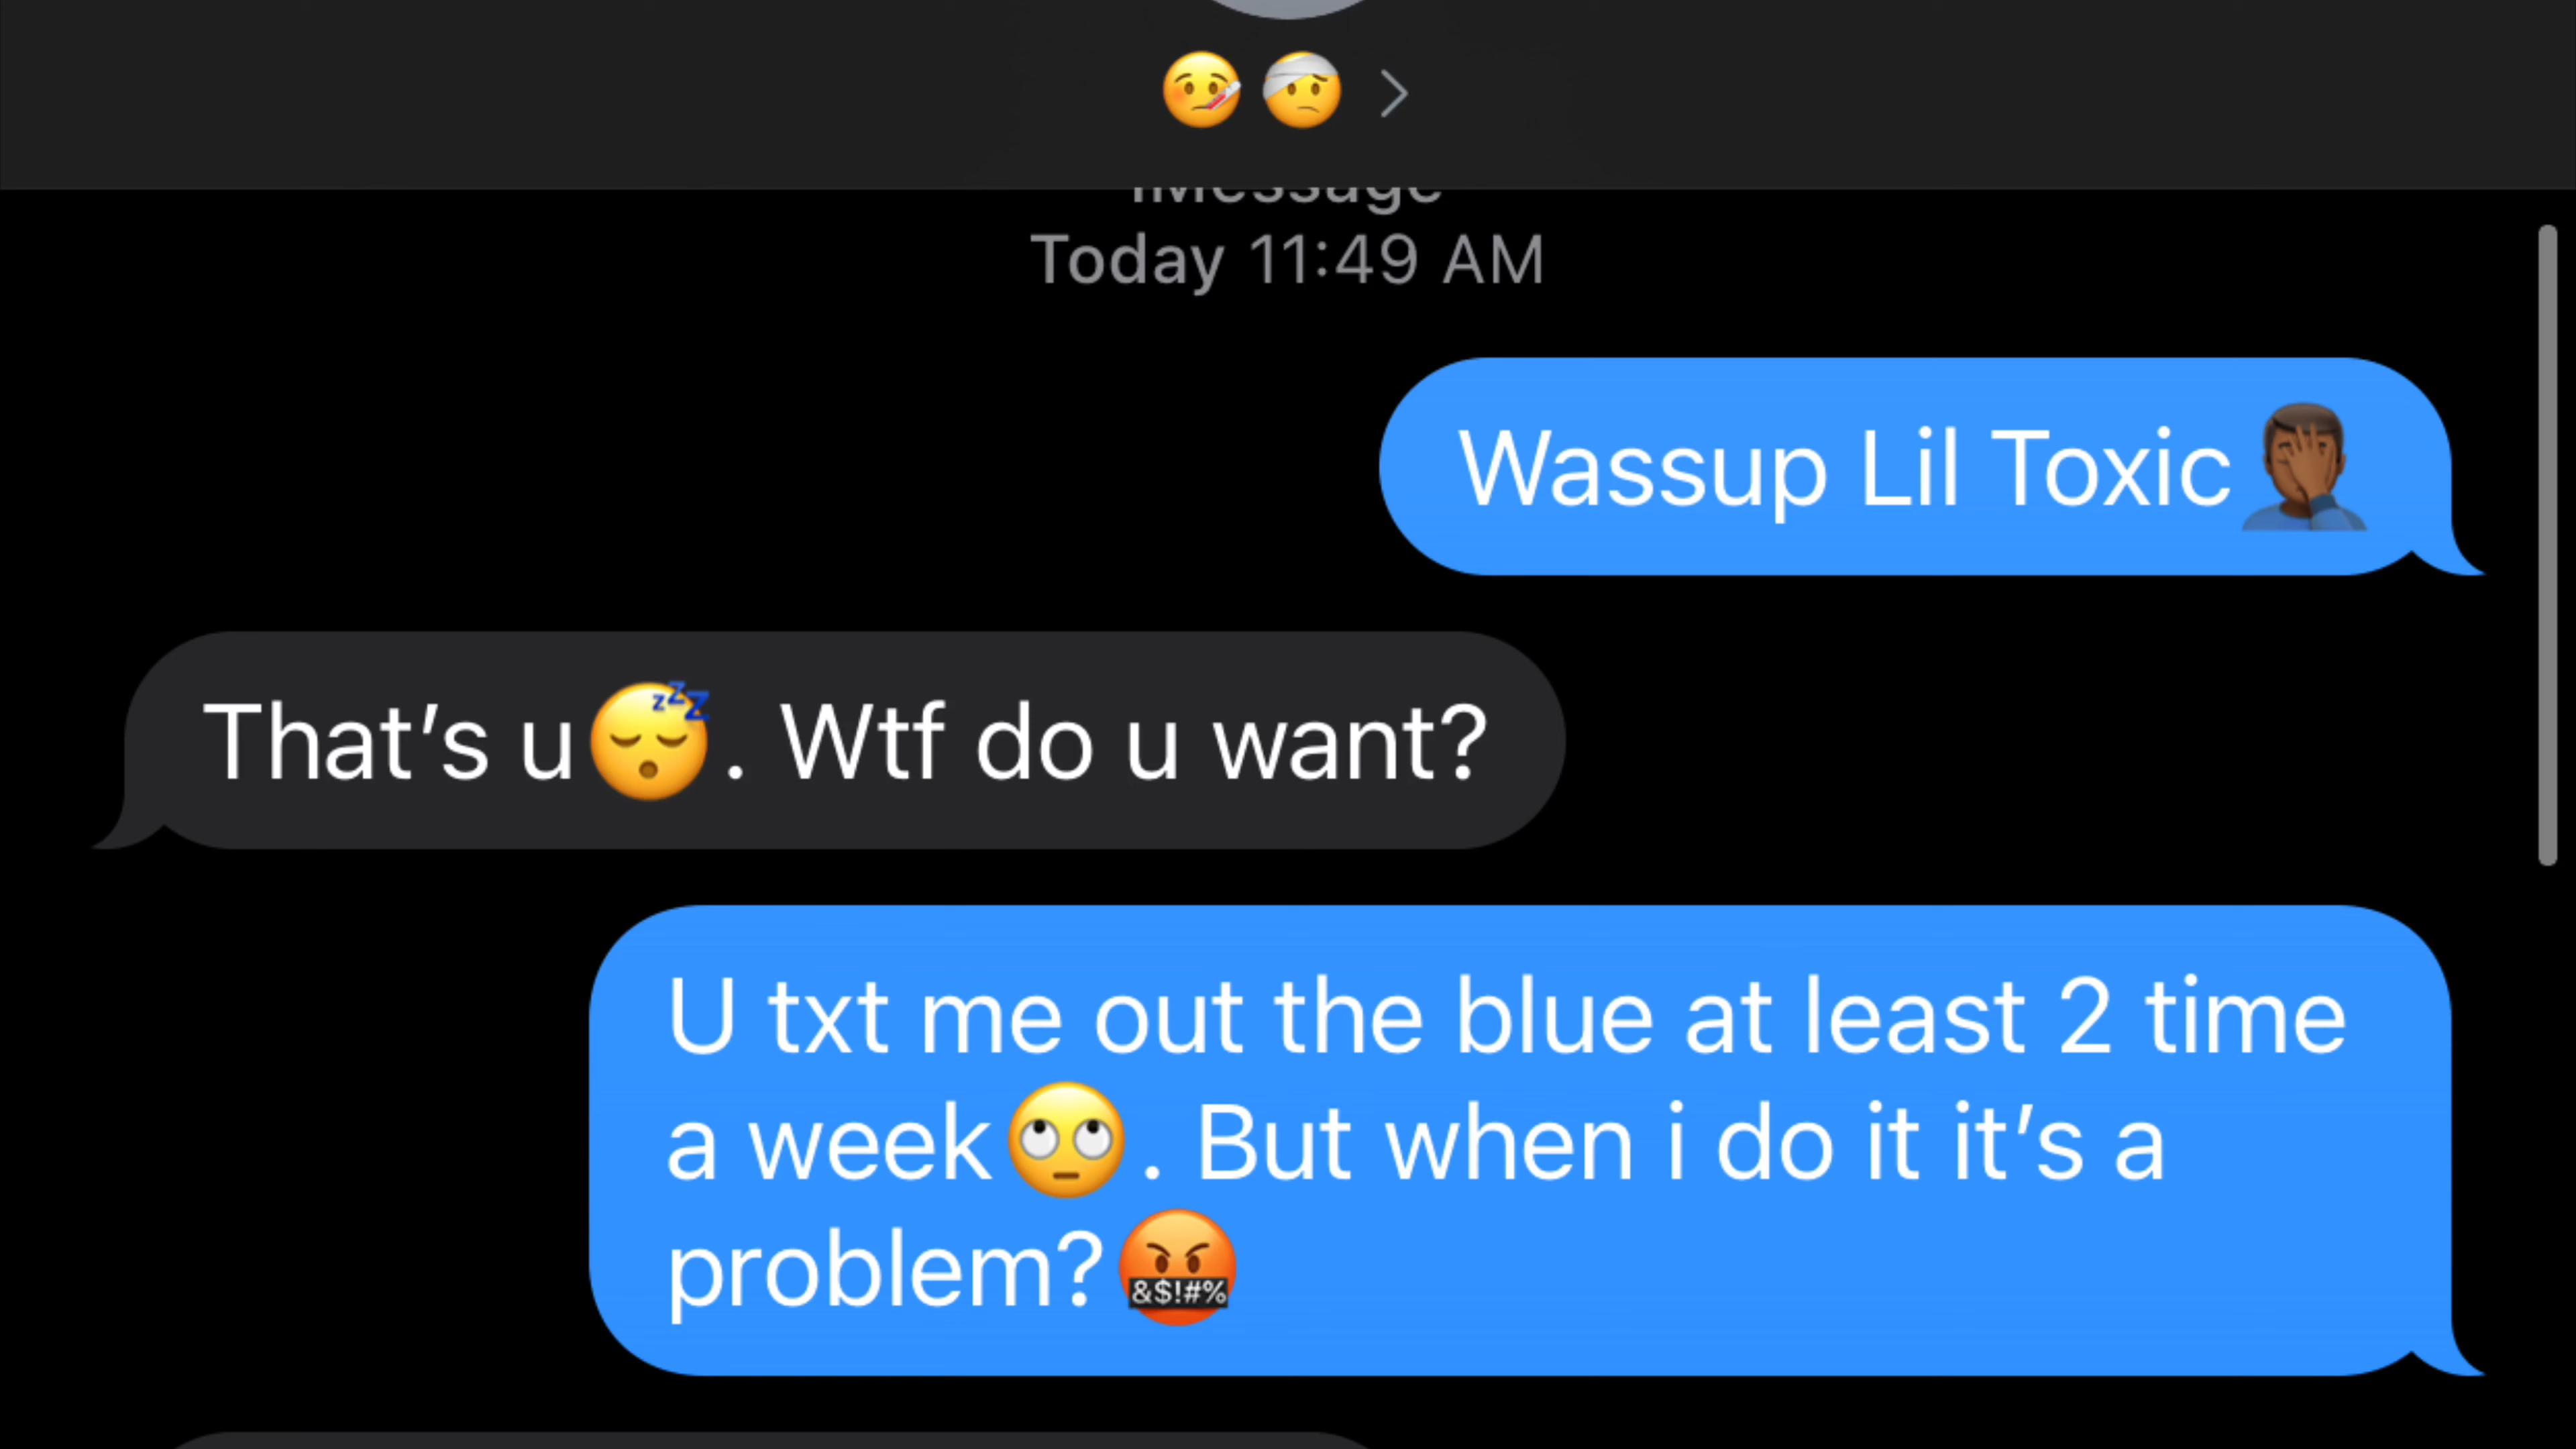 🤒🤕 >
iMessage
Today 11:49 AM
Wassup Lil Toxic🤦🏾‍♂️
That’s u😴. Wtf do u want?
U txt me out the blue at least 2 time
a week🙄. But when i do it it’s a
problem?🤬